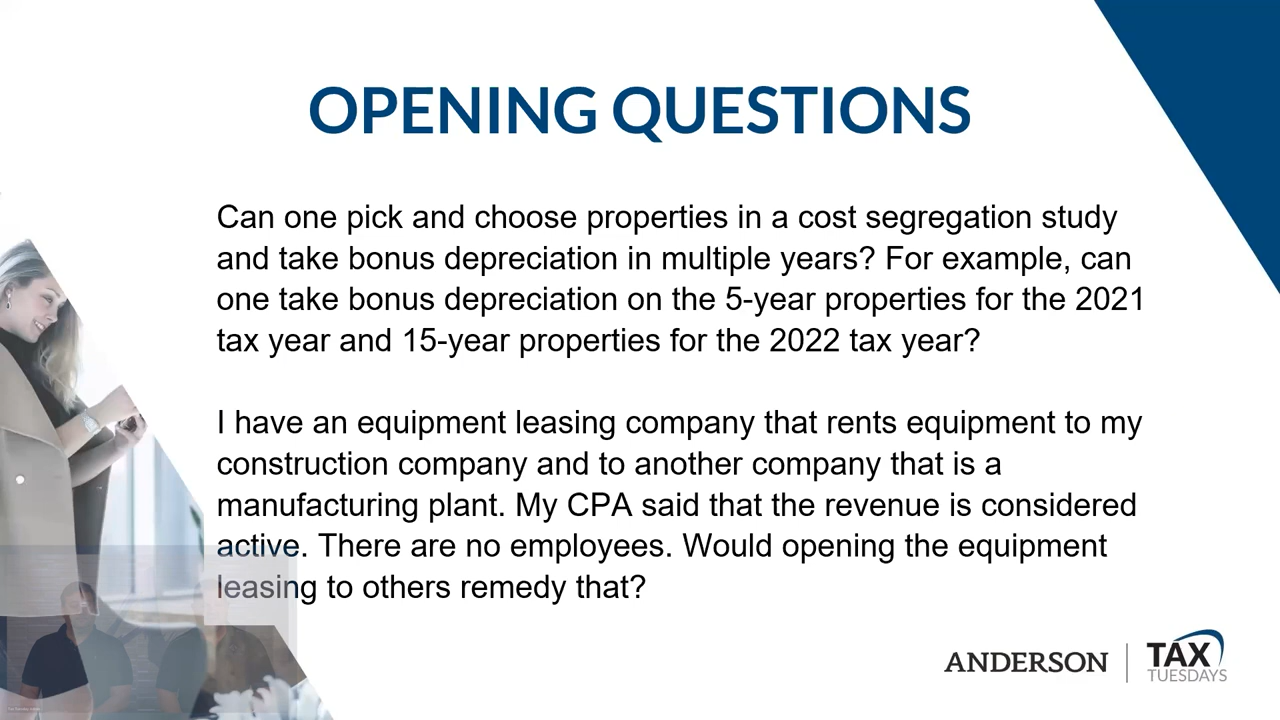 OPENING QUESTIONS
Can one pick and choose properties in a cost segregation study
and take bonus depreciation in multiple years? For example, can
one take bonus depreciation on the 5-year properties for the 2021
tax year and 15-year properties for the 2022 tax year?
I have an equipment leasing company that rents equipment to my
construction company and to another company that is a
manufacturing plant. My CPA said that the revenue is considered
active. There are no employees. Would opening the equipment
leasing to others remedy that?
ANDERSON
TAX
TUESDAYS